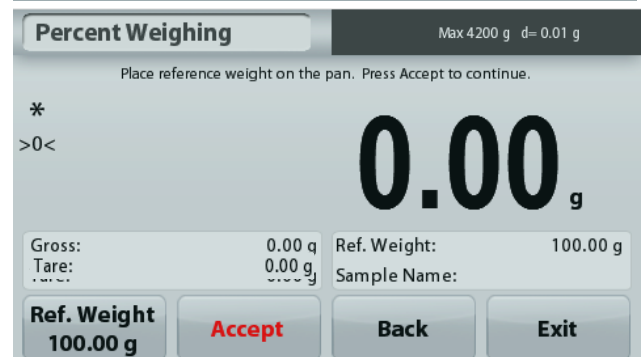 Percent Weighing
Max 4200 g d= 0.01 g
Place reference weight on the pan. Press Accept to continue.
*
>0<
0.00 g
Gross: 0.00 g
Ref. Weight: 100.00 g
Tare: 0.00 g
Sample Name:
Ref. Weight
100.00 g
Accept
Back
Exit